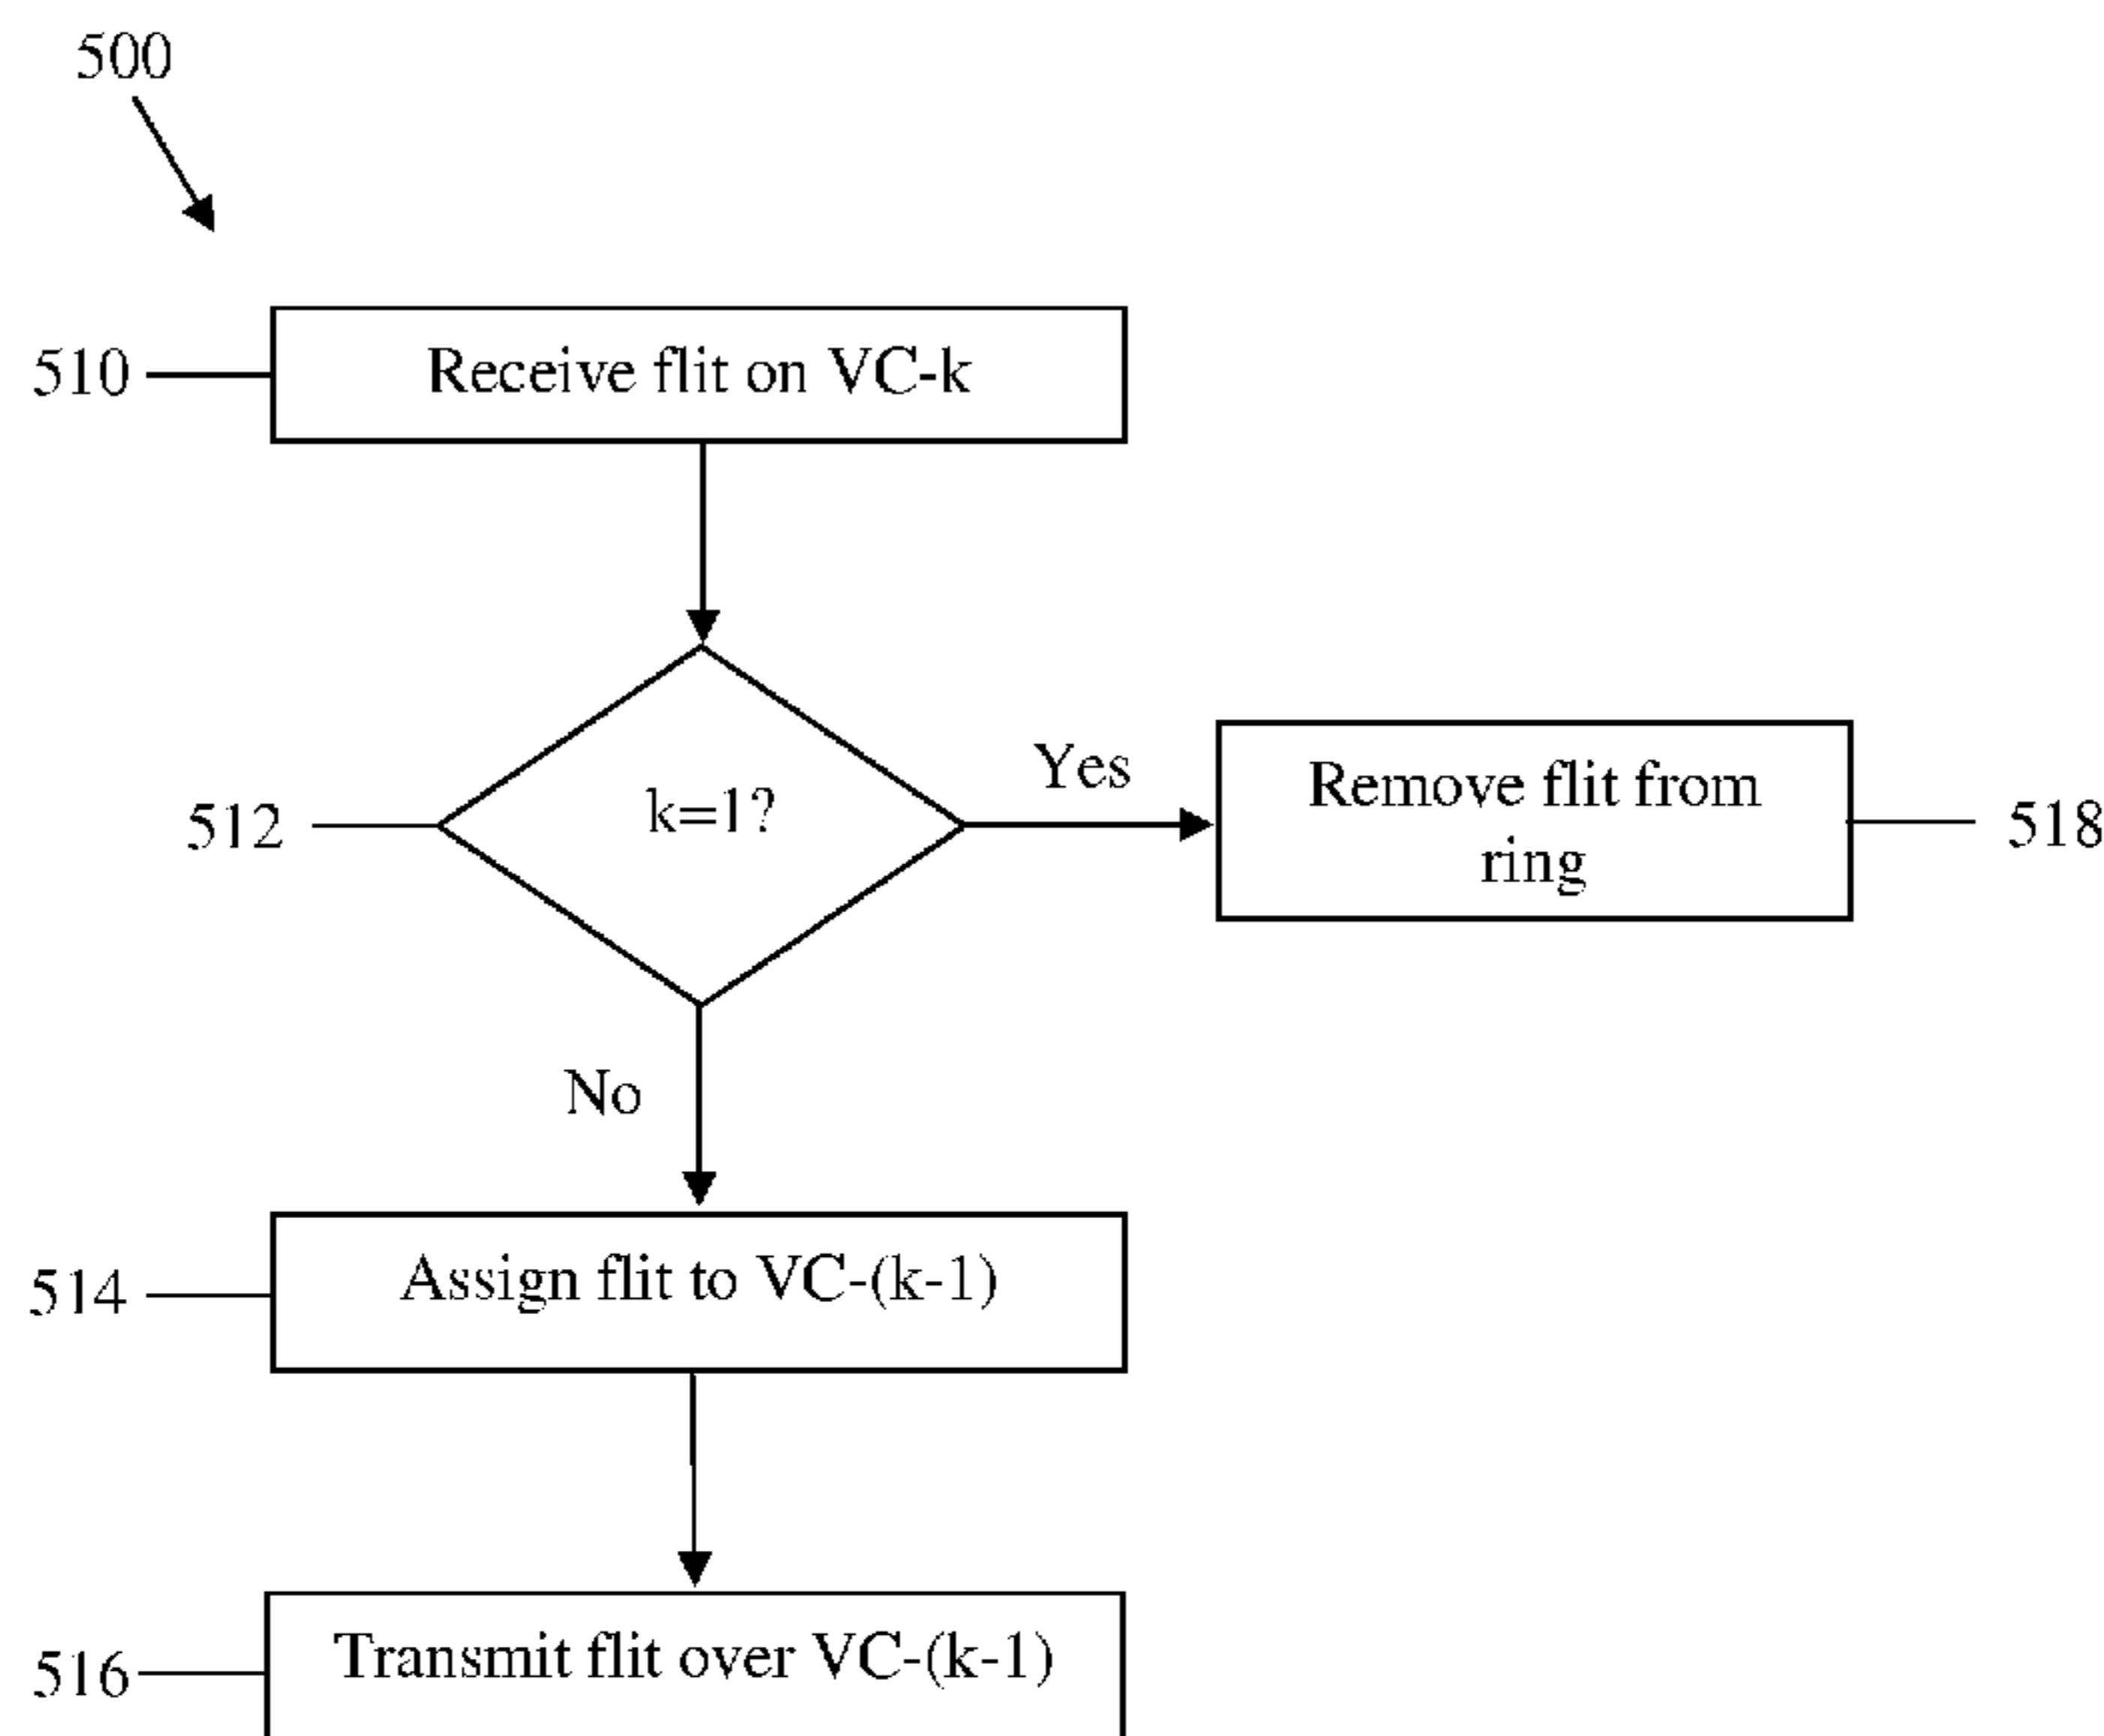 500
510
Receive flit on VC-k
512
k=1?
Yes
Remove flit from
ring
518
No
514
Assign flit to VC-(k-1)
516
Transmit flit over VC-(k-1)